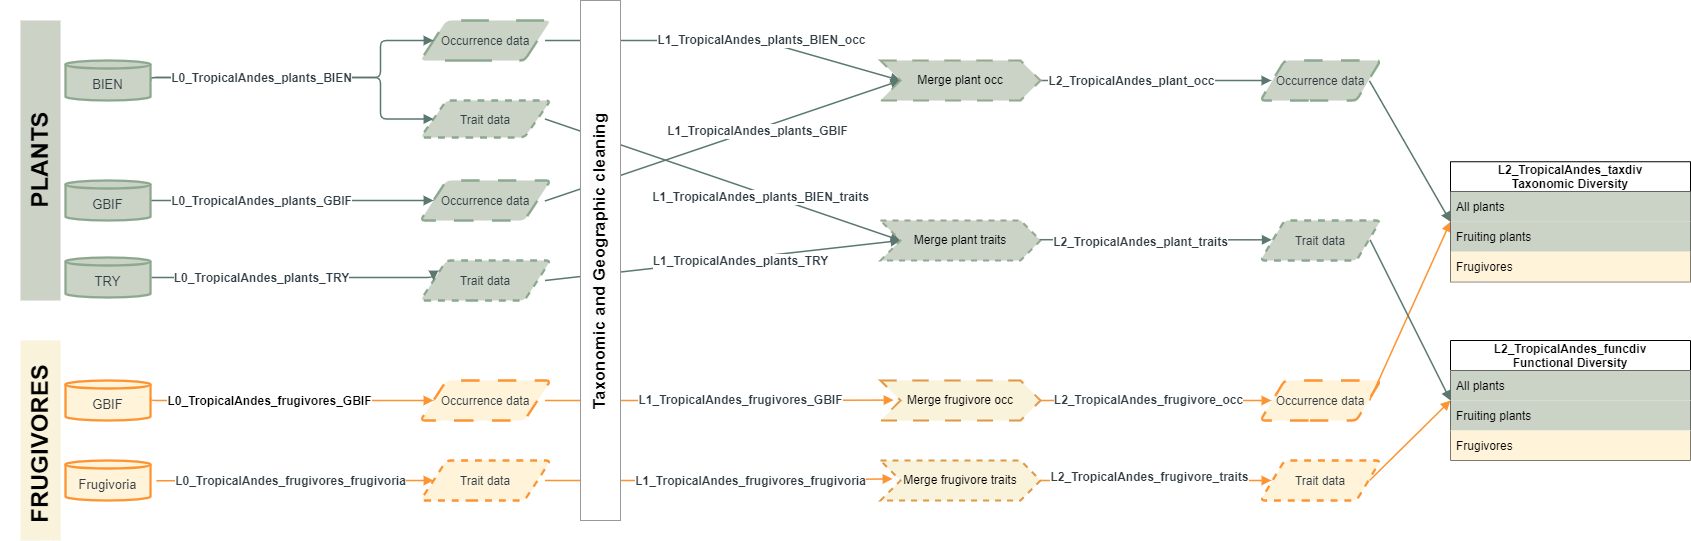 PLANTS
BIEN
L0_TropicalAndes_plants_BIEN
Occurrence data
Trait data
GBIF
L0_TropicalAndes_plants_GBIF
Occurrence data
TRY
L0_TropicalAndes_plants_TRY
Trait data
FRUGIVORES
GBIF
L0_TropicalAndes_frugivores_GBIF
Occurrence data
Frugivoria
L0_TropicalAndes_frugivores_frugivoria
Trait data
Taxonomic and Geographic cleaning
L1_TropicalAndes_plants_BIEN_occ
L1_TropicalAndes_plants_GBIF
L1_TropicalAndes_plants_BIEN_traits
L1_TropicalAndes_plants_TRY
L1_TropicalAndes_frugivores_GBIF
L1_TropicalAndes_frugivores_frugivoria
Merge plant occ
L2_TropicalAndes_plant_occ
Occurrence data
Merge plant traits
L2_TropicalAndes_plant_traits
Trait data
Merge frugivore occ
L2_TropicalAndes_frugivore_occ
Occurrence data
Merge frugivore traits
L2_TropicalAndes_frugivore_traits
Trait data
L2_TropicalAndes_taxdiv
Taxonomic Diversity
All plants
Fruiting plants
Frugivores
L2_TropicalAndes_funcdiv
Functional Diversity
All plants
Fruiting plants
Frugivores